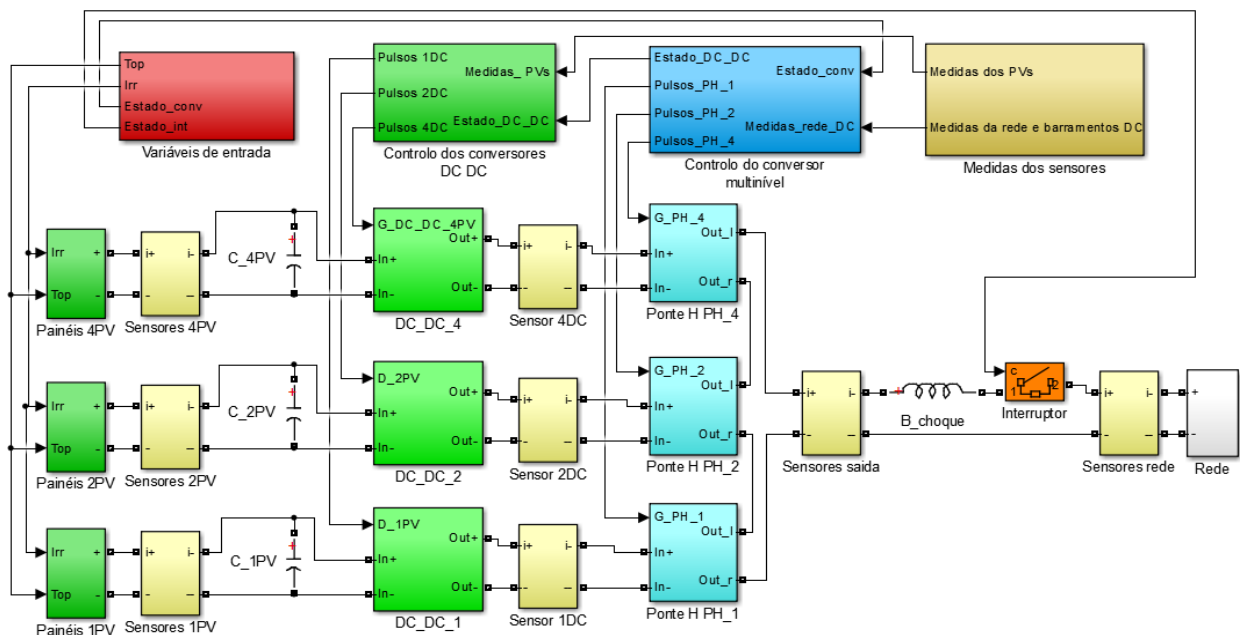 Top
Irr
Estado_conv
Estado_int
Variáveis de entrada
Pulsos 1DC
Pulsos 2DC
Pulsos 4DC
Medidas_ PVs
Estado_DC_DC
Controlo dos conversores
DC DC
Estado_DC_DC
Pulsos_PH_1
Pulsos_PH_2
Pulsos_PH_4
Estado_conv
Medidas_rede_DC
Controlo do conversor
multinível
Medidas dos PVs
Medidas da rede e barramentos DC
Medidas dos sensores
Irr
Top
+
-
Painéis 4PV
i+
-
i-
–
Sensores 4PV
+
C_4PV
G_DC_DC_4PV
In+
In-
Out+
Out-
DC_DC_4
i+
-
i-
–
Sensor 4DC
G_PH_4
In+
In-
Out_l
Out_r
Ponte H PH_4
Irr
Top
+
-
Painéis 2PV
i+
-
i-
–
Sensores 2PV
+
C_2PV
D_2PV
In+
In-
Out+
Out-
DC_DC_2
i+
-
i-
–
Sensor 2DC
G_PH_2
In+
In-
Out_l
Out_r
Ponte H PH_2
Irr
Top
+
-
Painéis 1PV
i+
-
i-
–
Sensores 1PV
+
C_1PV
D_1PV
In+
In-
Out+
Out-
DC_DC_1
i+
-
i-
–
Sensor 1DC
G_PH_1
In+
In-
Out_l
Out_r
Ponte H PH_1
i+
-
i-
–
Sensores saida
+
B_choque
c
1
2
Interruptor
i+
-
i-
–
Sensores rede
+
-
Rede